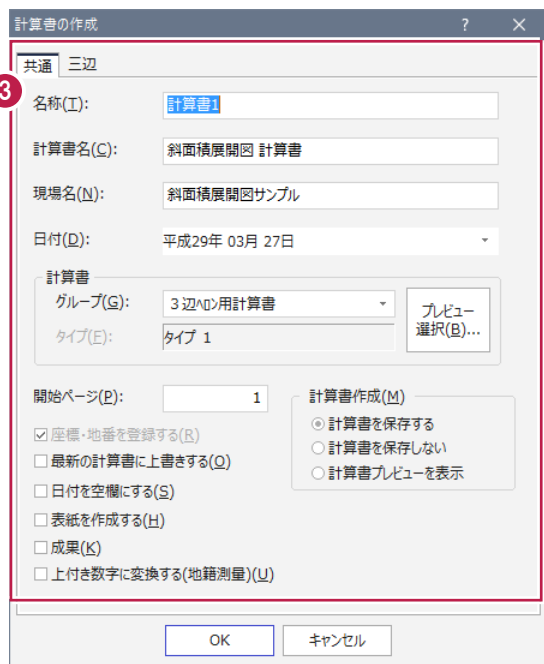 計算書の作成 ? ×
共通 三辺
3
名称(T): 計算書1
計算書名(C): 斜面積展開図 計算書
現場名(N): 斜面積展開図サンプル
日付(D): 平成29年 03月 27日
計算書
グループ(G): 3辺ヘロン用計算書
プレビュー
選択(B)...
タイプ(E): タイプ 1
開始ページ(P): 1
計算書作成(M)
計算書を保存する
計算書を保存しない
計算書プレビューを表示
座標・地番を登録する(R)
最新の計算書に上書きする(O)
日付を空欄にする(S)
表紙を作成する(H)
成果(K)
上付き数字に変換する(地籍測量)(U)
OK キャンセル